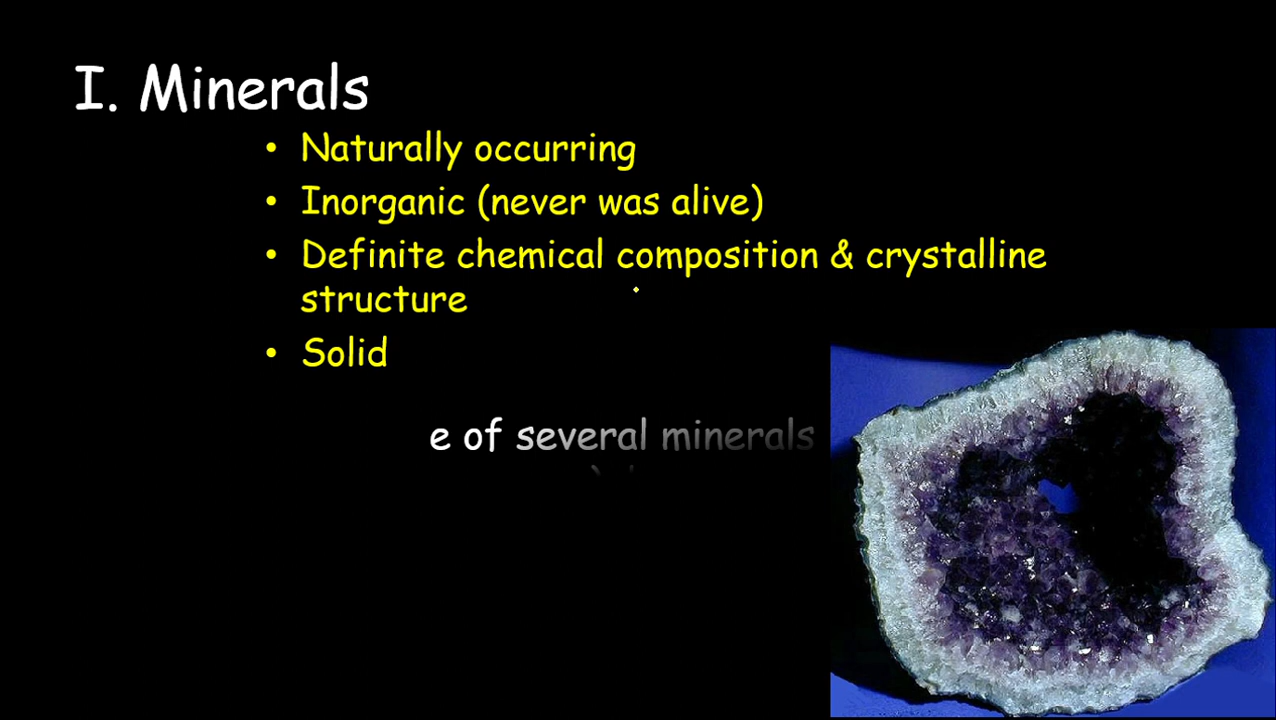 I. Minerals
• Naturally occurring
• Inorganic (never was alive)
• Definite chemical composition & crystalline
structure
• Solid
e of several minerals